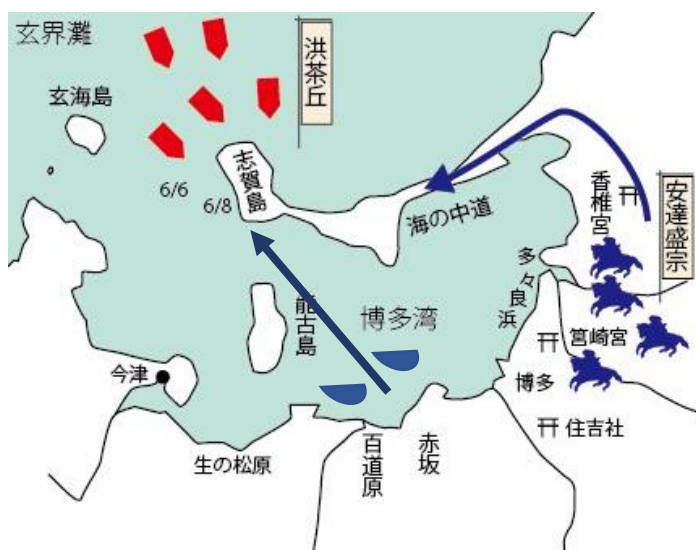 玄界灘
洪茶丘
玄海島
志賀島
6/6
6/8
海の中道
香椎宮
安達盛宗
多々良浜
能古島
博多湾
筥崎宮
今津
博多
住吉社
生の松原
百道原
赤坂